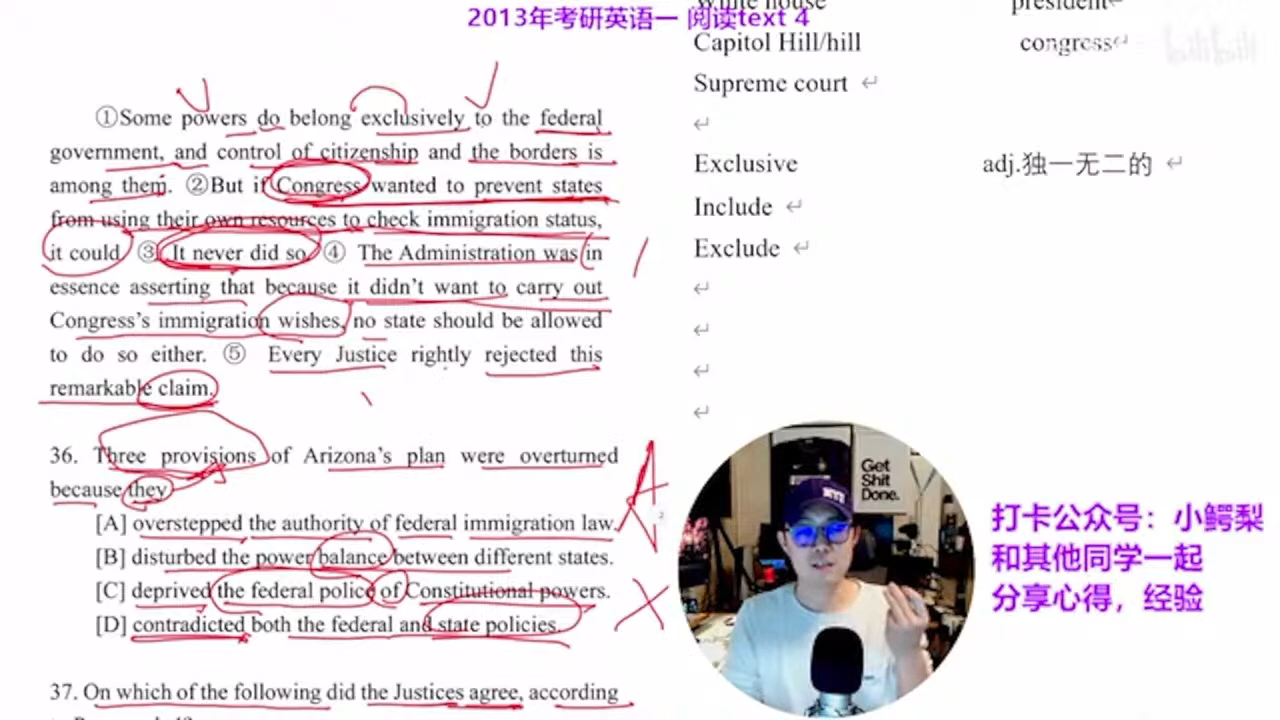 2013年考研英语一 阅读text 4
①Some powers do belong exclusively to the federal
government, and control of citizenship and the borders is
among them. ②But if Congress wanted to prevent states
from using their own resources to check immigration status,
it could. ③ It never did so. ④ The Administration was in
essence asserting that because it didn't want to carry out
Congress's immigration wishes, no state should be allowed
to do so either. ⑤ Every Justice rightly rejected this
remarkable claim.
36. Three provisions of Arizona's plan were overturned
because they
[A] overstepped the authority of federal immigration law.
[B] disturbed the power balance between different states.
[C] deprived the federal police of Constitutional powers.
[D] contradicted both the federal and state policies.
37. On which of the following did the Justices agree, according
White house president
Capitol Hill/hill congress
Supreme court
Exclusive adj.独一无二的
Include
Exclude
bilibili
A
Get
Shit
Done.
打卡公众号：小鳄梨
和其他同学一起
分享心得，经验